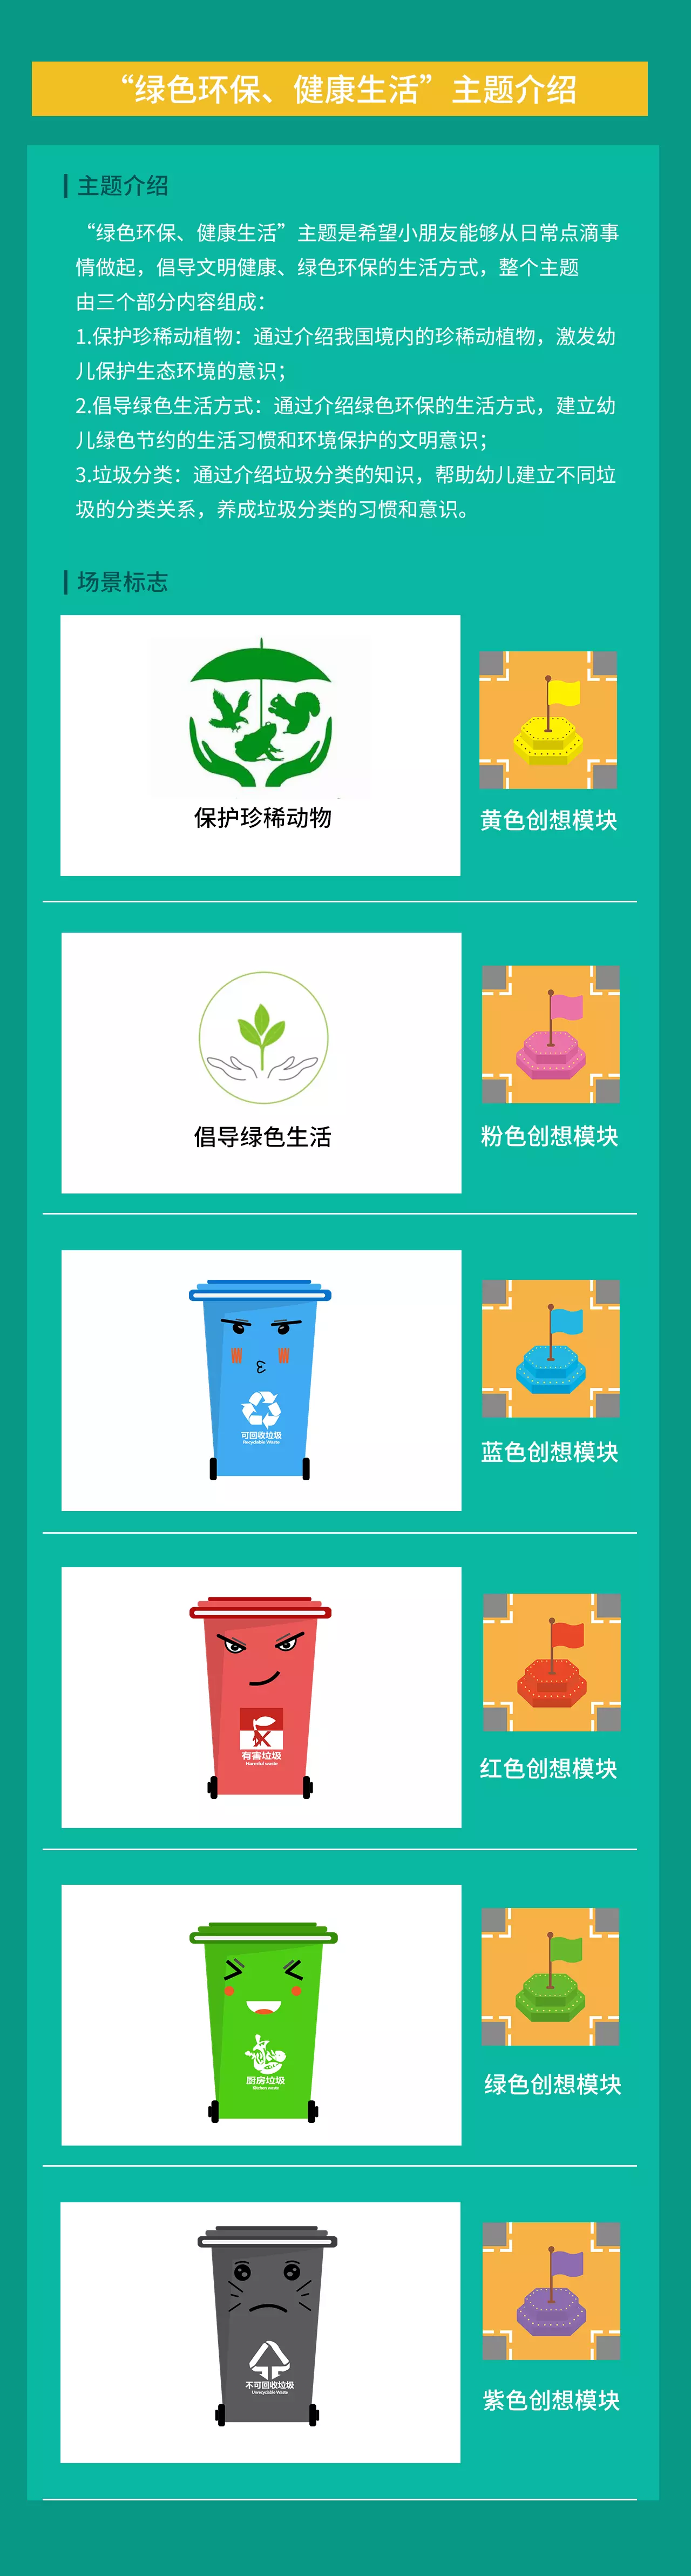 “绿色环保、健康生活”主题介绍
主题介绍
“绿色环保、健康生活”主题是希望小朋友能够从日常点滴事
情做起，倡导文明健康、绿色环保的生活方式，整个主题
由三个部分内容组成：
1.保护珍稀动植物：通过介绍我国境内的珍稀动植物，激发幼
儿保护生态环境的意识；
2.倡导绿色生活方式：通过介绍绿色环保的生活方式，建立幼
儿绿色节约的生活习惯和环境保护的文明意识；
3.垃圾分类：通过介绍垃圾分类的知识，帮助幼儿建立不同垃
圾的分类关系，养成垃圾分类的习惯和意识。
场景标志
保护珍稀动物
黄色创想模块
倡导绿色生活
粉色创想模块
可回收垃圾
Recyclable Waste
蓝色创想模块
有害垃圾
Harmful waste
红色创想模块
厨房垃圾
Kitchen waste
绿色创想模块
不可回收垃圾
Unrecyclable Waste
紫色创想模块